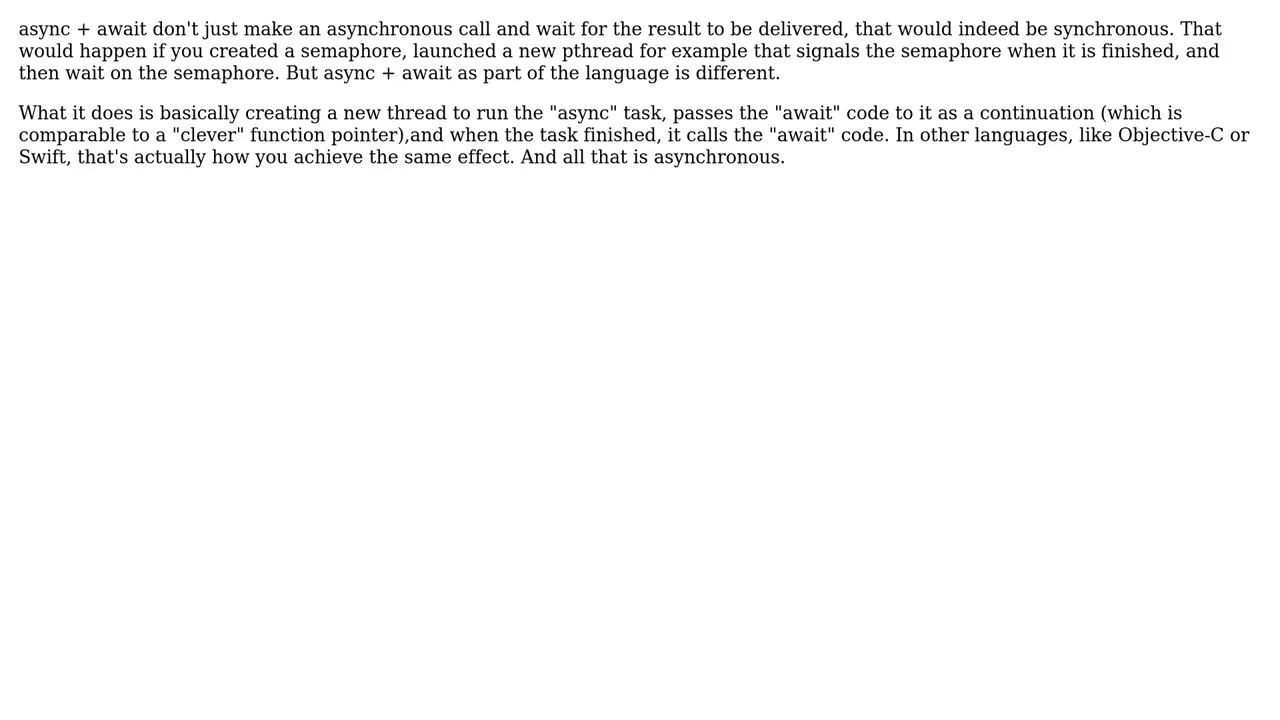 async + await don't just make an asynchronous call and wait for the result to be delivered, that would indeed be synchronous. That
would happen if you created a semaphore, launched a new pthread for example that signals the semaphore when it is finished, and
then wait on the semaphore. But async + await as part of the language is different.
What it does is basically creating a new thread to run the "async" task, passes the "await" code to it as a continuation (which is
comparable to a "clever" function pointer),and when the task finished, it calls the "await" code. In other languages, like Objective-C or
Swift, that's actually how you achieve the same effect. And all that is asynchronous.